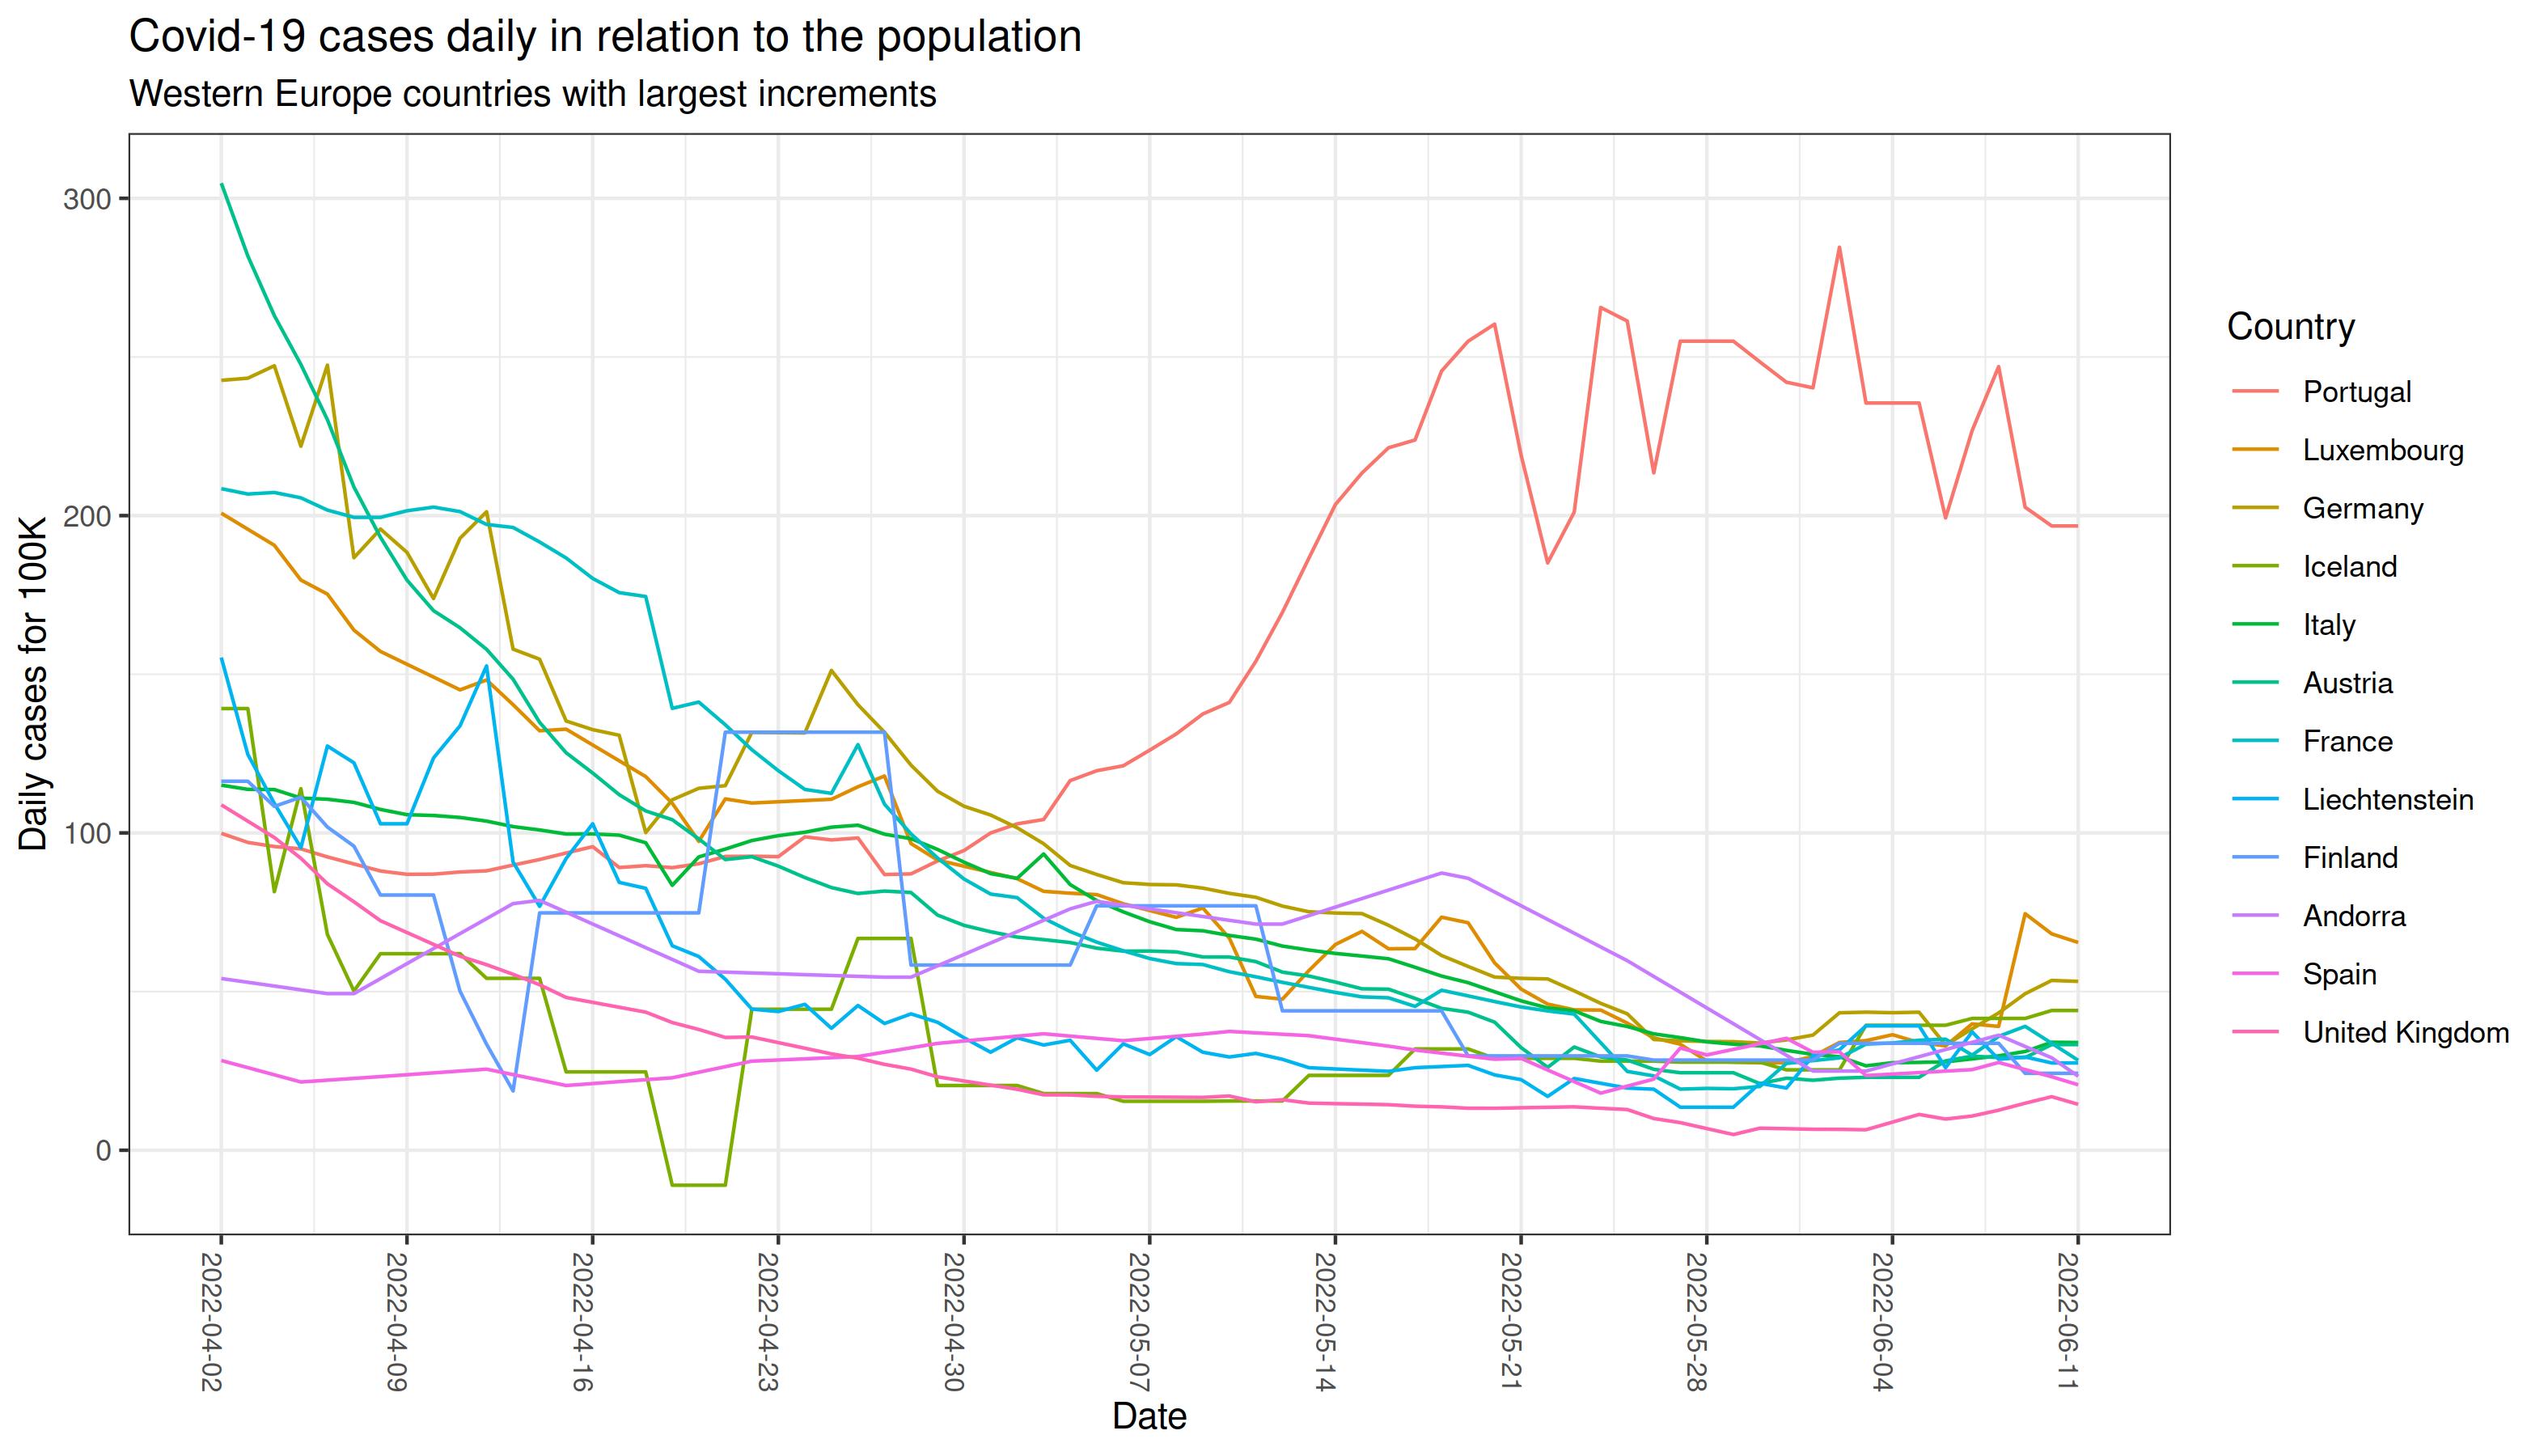 Covid-19 cases daily in relation to the population
Western Europe countries with largest increments
Daily cases for 100K
300
200
100
0
2022-04-02
2022-04-09
2022-04-16
2022-04-23
2022-04-30
2022-05-07
2022-05-14
2022-05-21
2022-05-28
2022-06-04
2022-06-11
Date
Country
Portugal
Luxembourg
Germany
Iceland
Italy
Austria
France
Liechtenstein
Finland
Andorra
Spain
United Kingdom